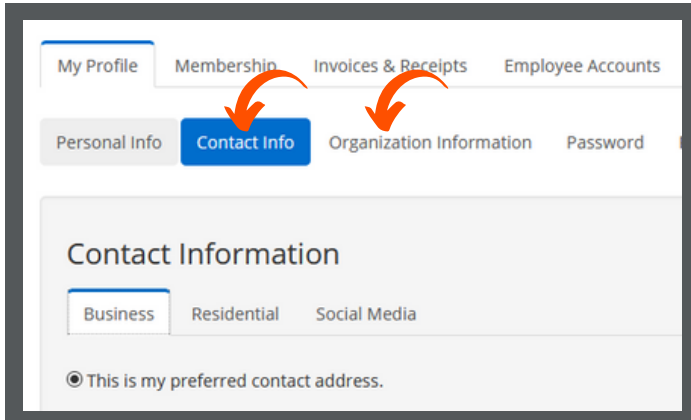 My Profile Membership Invoices & Receipts Employee Accounts
Personal Info Contact Info Organization Information Password
Contact Information
Business Residential Social Media
This is my preferred contact address.